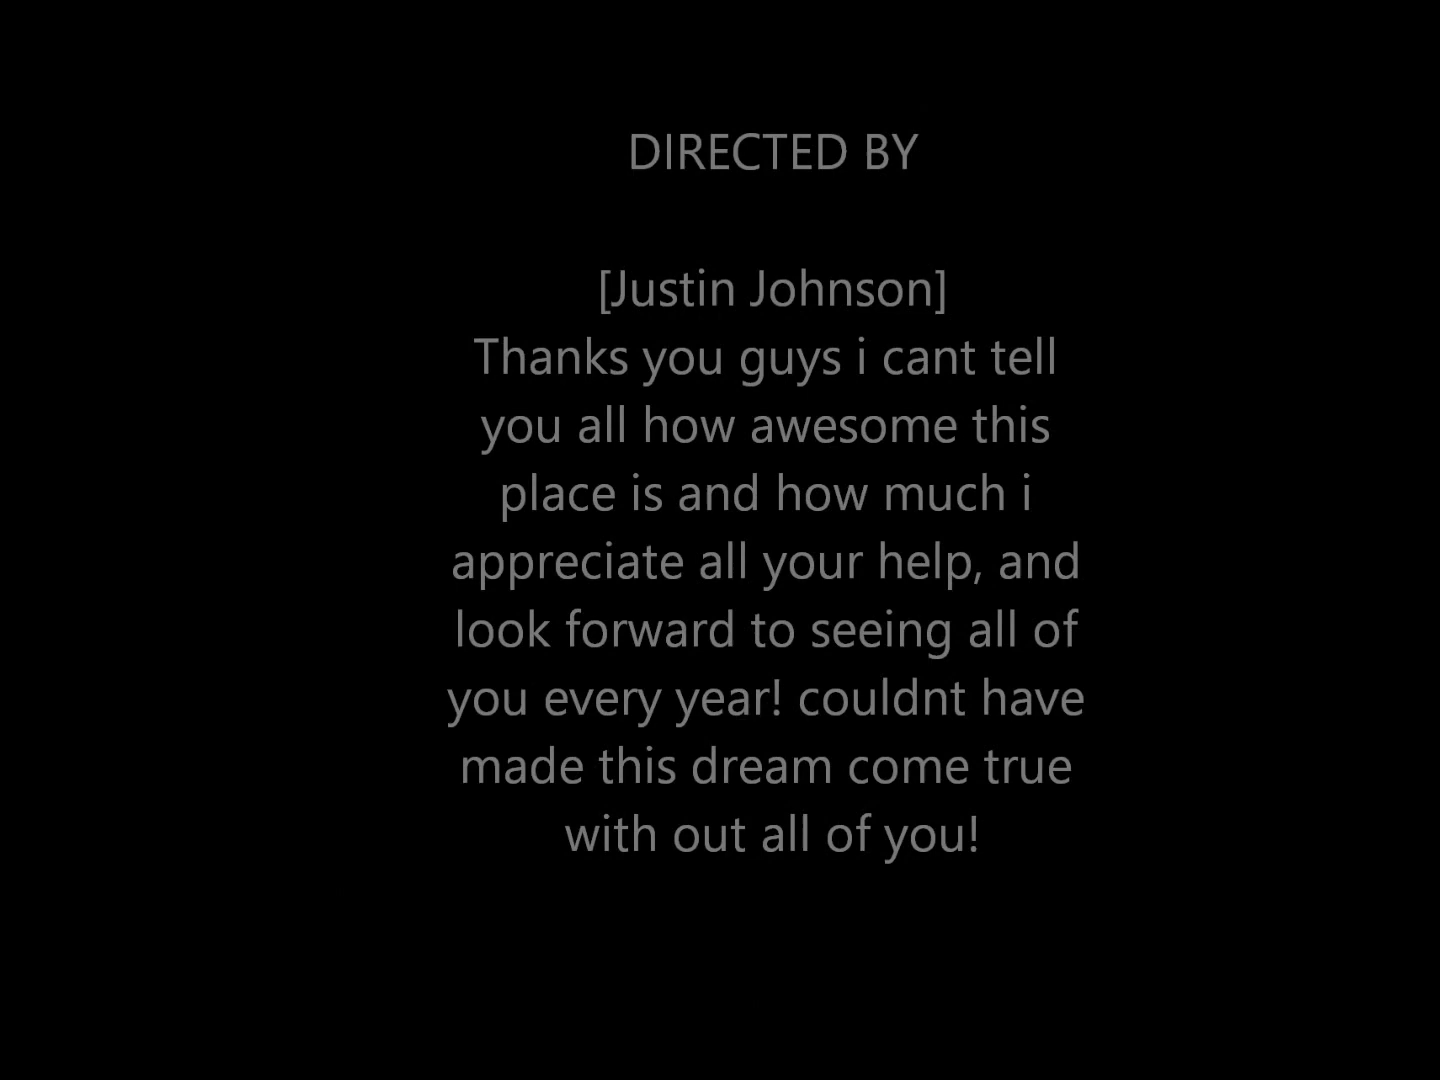 DIRECTED BY
[Justin Johnson]
Thanks you guys i cant tell
you all how awesome this
place is and how much i
appreciate all your help, and
look forward to seeing all of
you every year! couldnt have
made this dream come true
with out all of you!